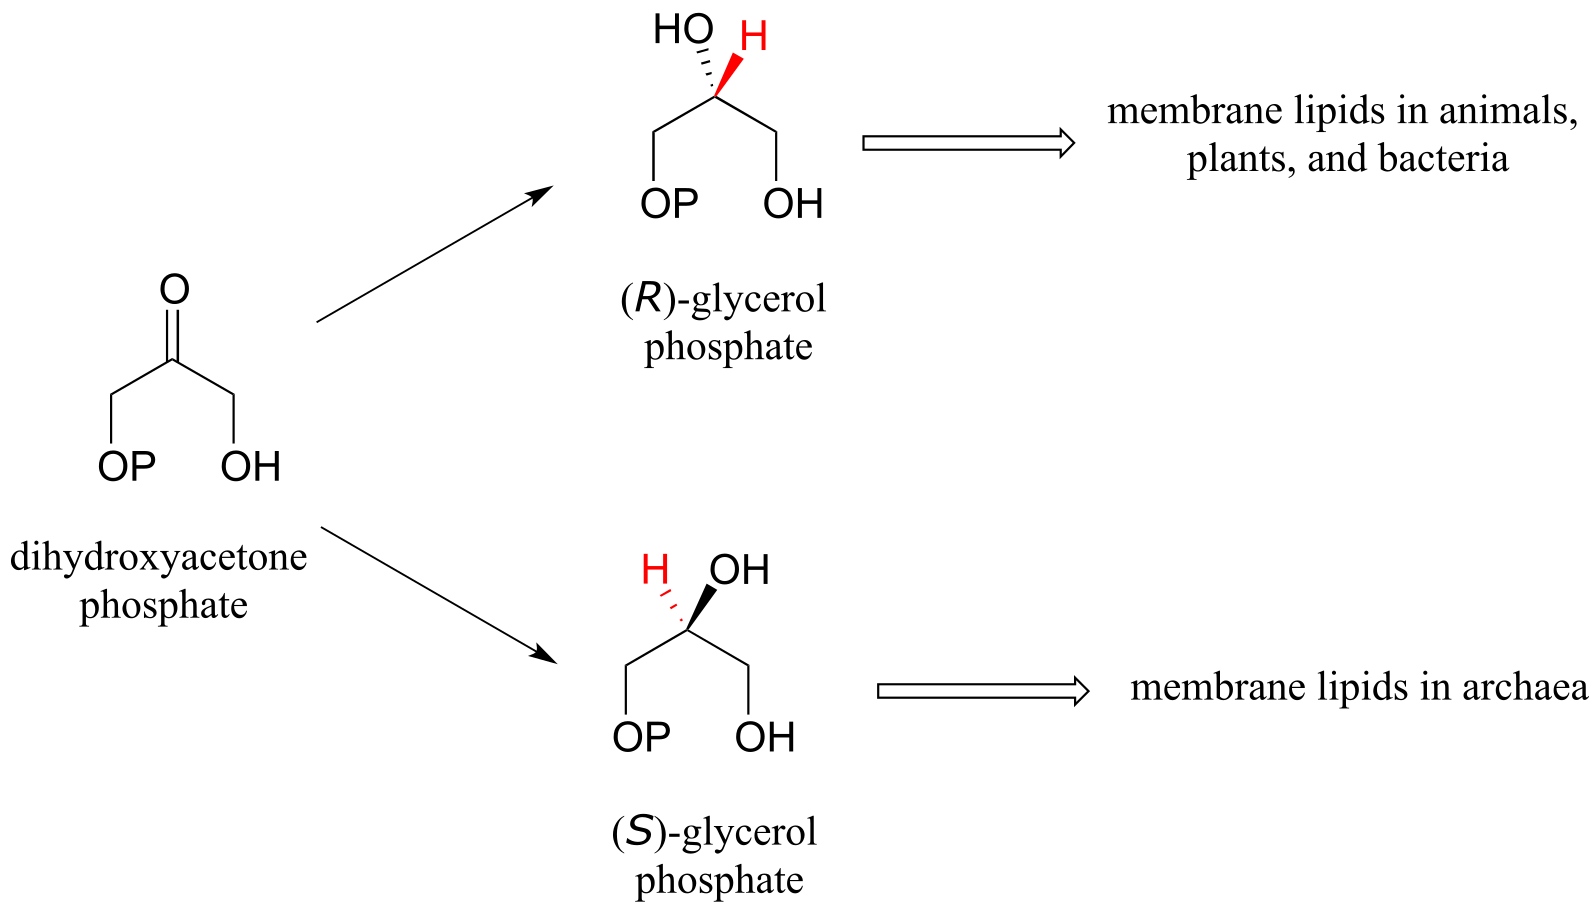 HO H
OP OH
(R)-glycerol
phosphate
membrane lipids in animals,
plants, and bacteria
O
OP OH
dihydroxyacetone
phosphate
H OH
OP OH
(S)-glycerol
phosphate
membrane lipids in archaea